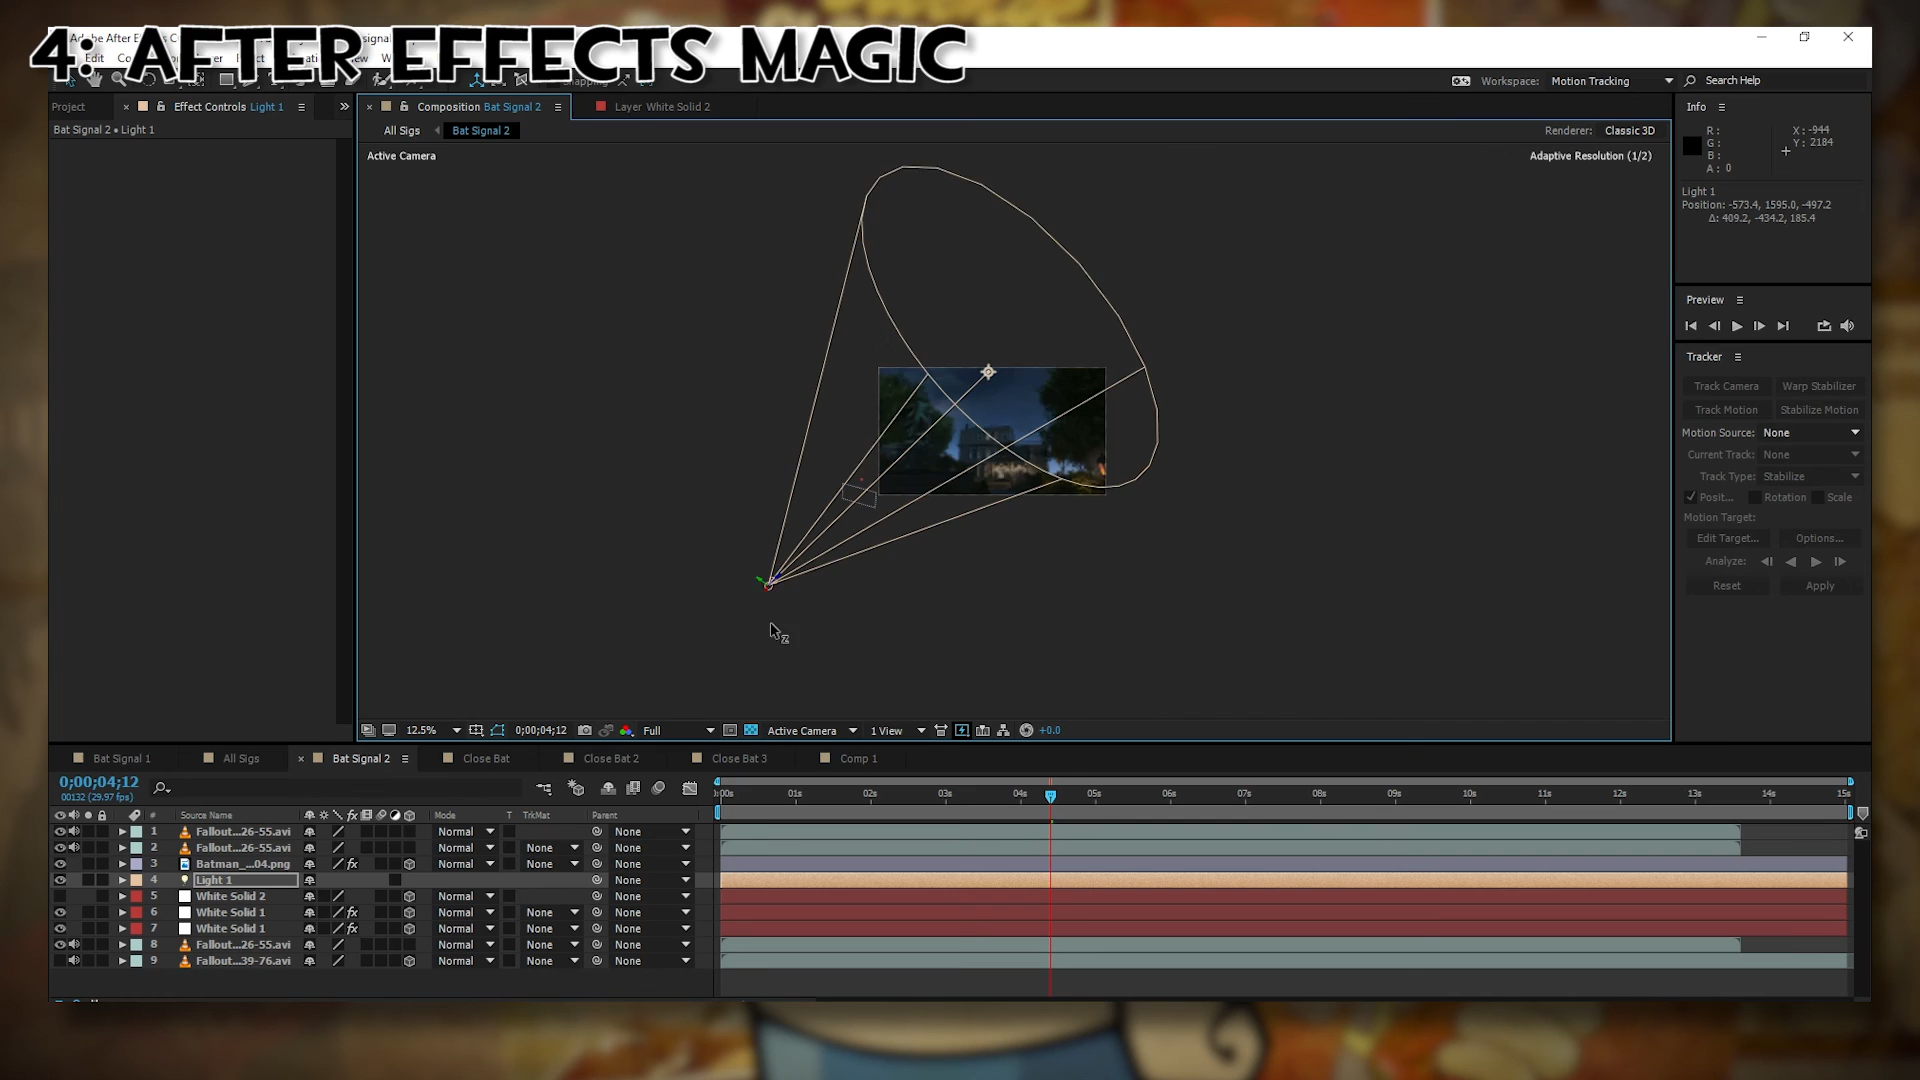 4: AFTER EFFECTS MAGIC
Adobe After E
Edit
Workspace: Motion Tracking Search Help
Project Effect Controls Light 1 Composition Bat Signal 2 Layer White Solid 2 Info
Bat Signal 2 • Light 1 All Sigs Bat Signal 2 Renderer: Classic 3D
Active Camera Adaptive Resolution (1/2)
R: X: -944
G: Y: 2184
B:
A: 0
Light 1
Position: -573.4, 1595.0, -497.2
Δ: 409.2, -434.2, 185.4
Preview
Tracker
Track Camera Warp Stabilizer
Track Motion Stabilize Motion
Motion Source: None
Current Track: None
Track Type: Stabilize
Posit... Rotation Scale
Motion Target:
Edit Target... Options...
Analyze:
Reset Apply
12.5% 0;00;04;12 Full Active Camera 1 View +0.0
Bat Signal 1 All Sigs Bat Signal 2 Close Bat Close Bat 2 Close Bat 3 Comp 1
0;00;04;12
00132 (29.97 fps)
:00s 01s 02s 03s 04s 05s 06s 07s 08s 09s 10s 11s 12s 13s 14s 15s
# Source Name fx Mode T TrkMat Parent
1 Fallout...26-55.avi Normal None
2 Fallout...26-55.avi Normal None None
3 Batman_...04.png fx Normal None None
4 Light 1 None
5 White Solid 2 Normal None
6 White Solid 1 fx Normal None None
7 White Solid 1 fx Normal None None
8 Fallout...26-55.avi Normal None None
9 Fallout...39-76.avi Normal None None